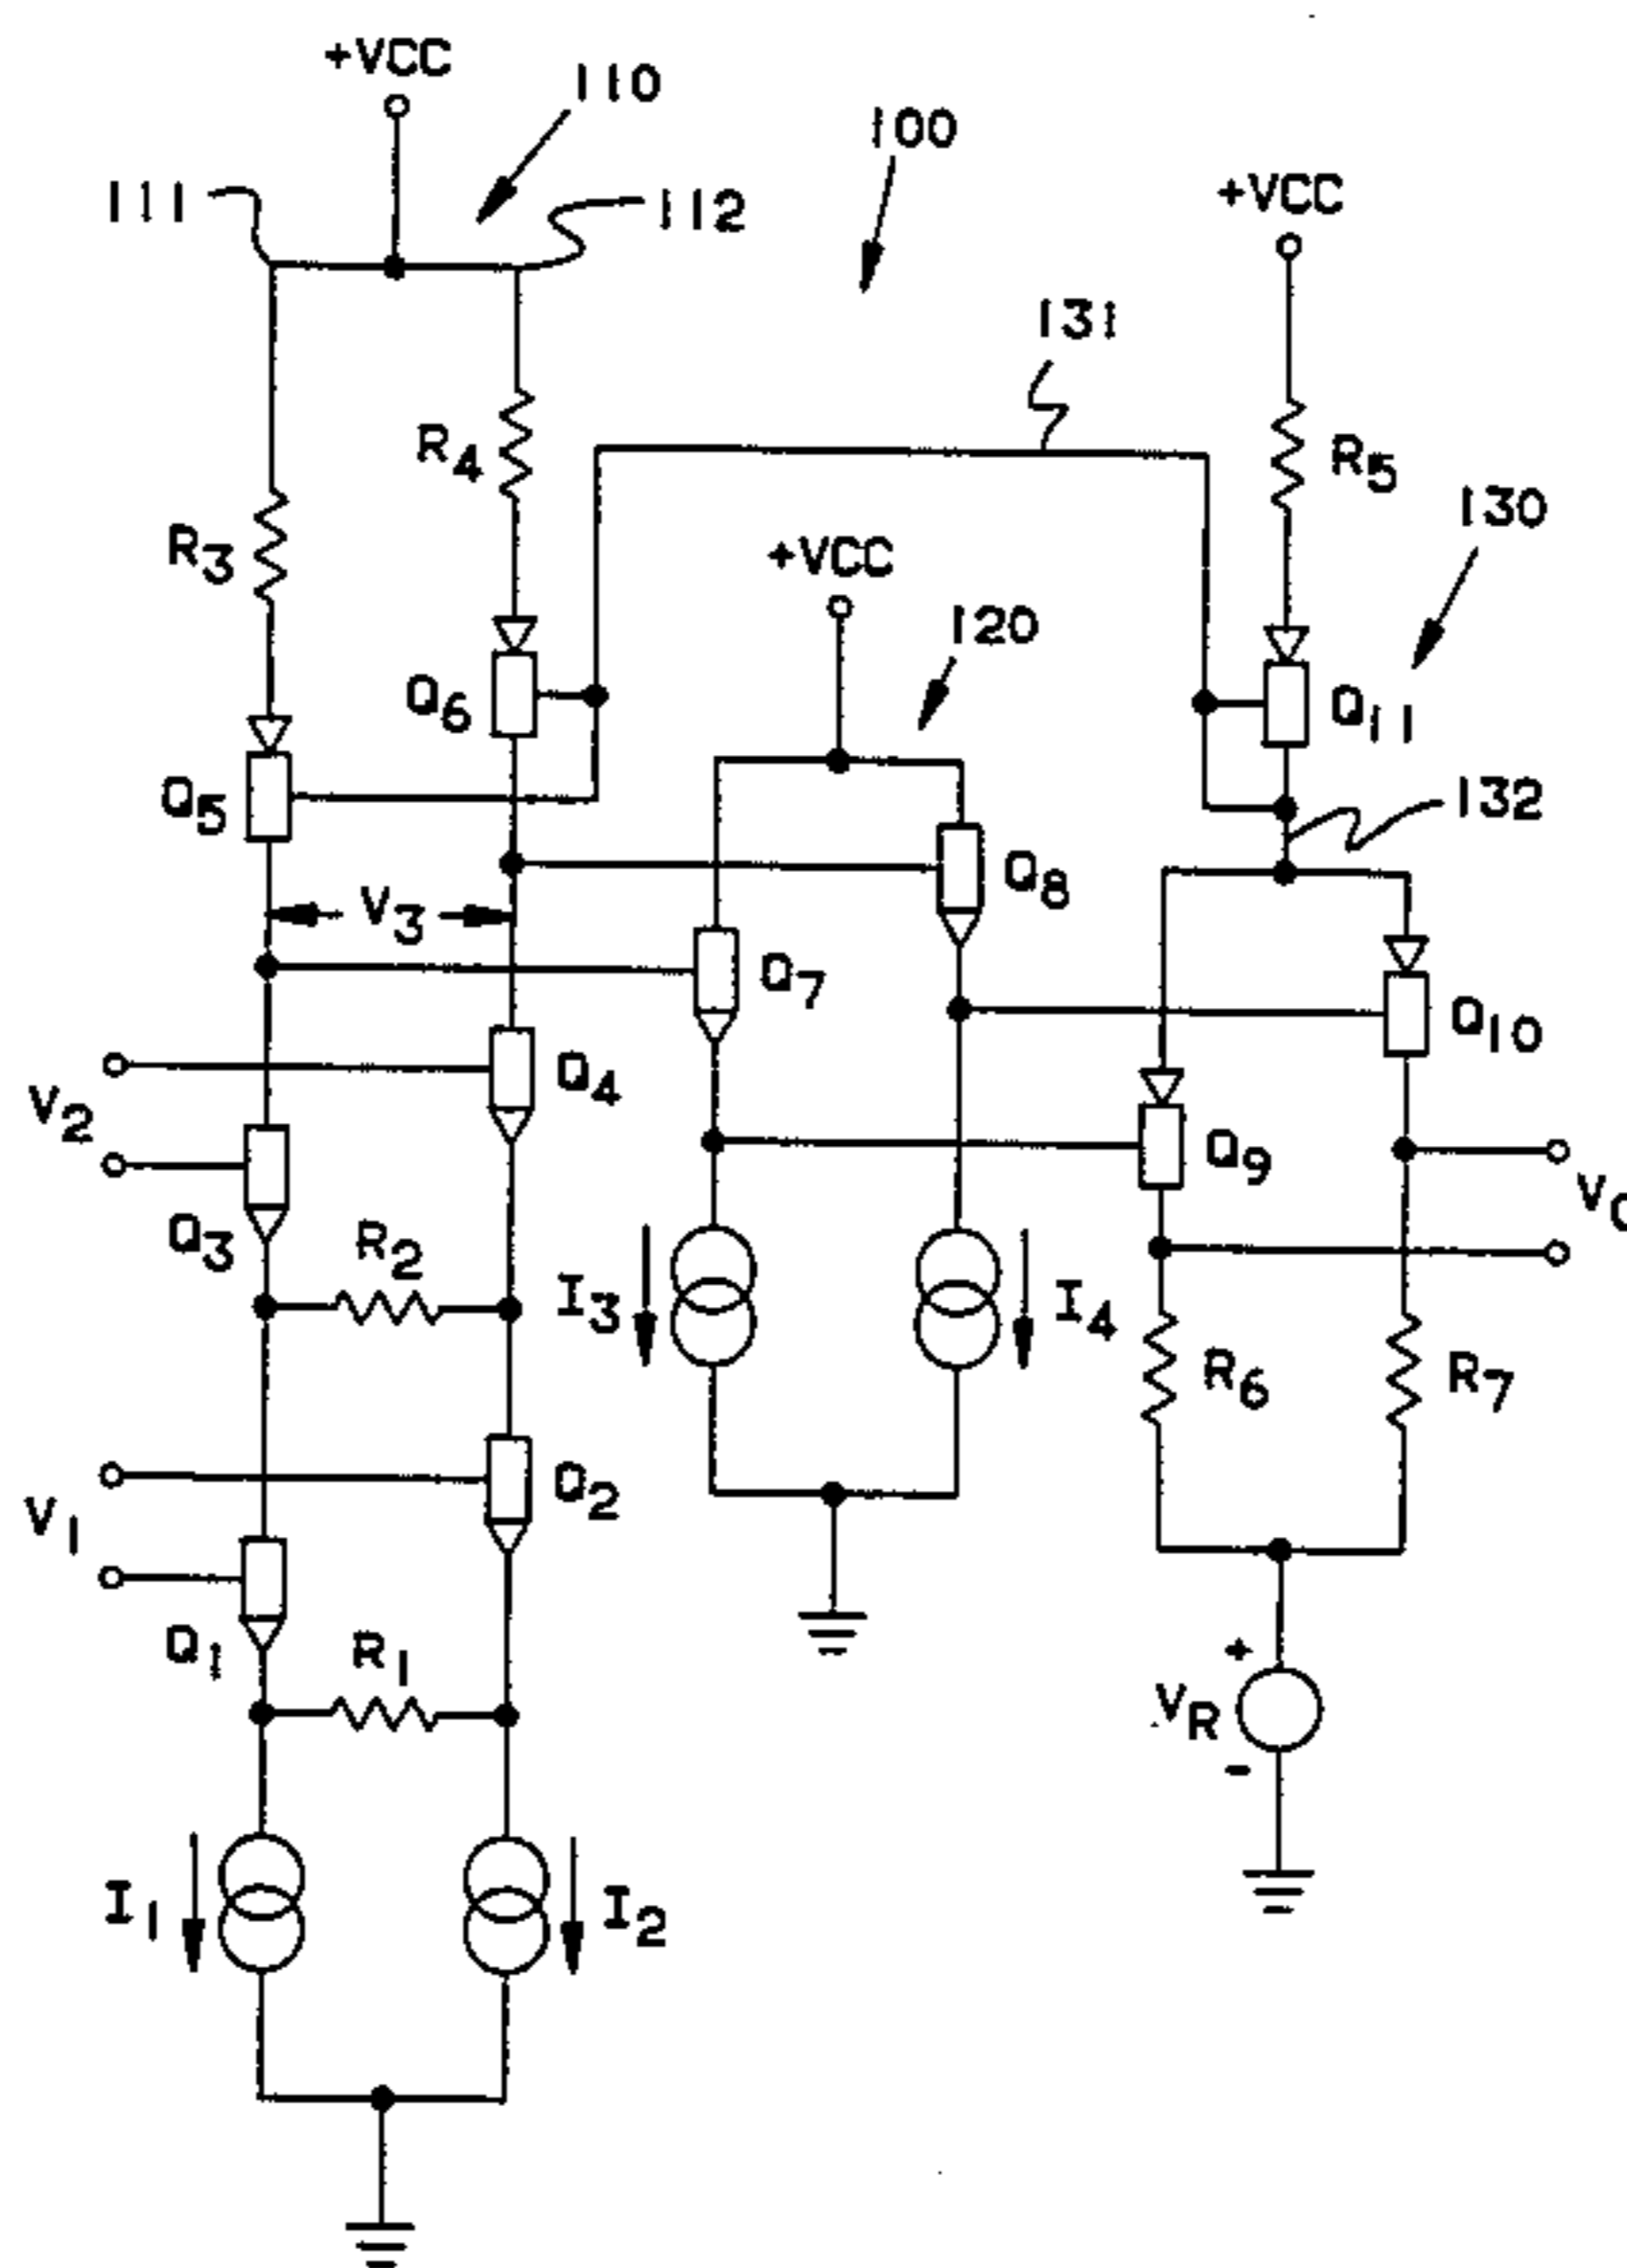 +VCC
110
100
111
112
+VCC
131
R4
R5
R3
130
+VCC
120
Q6
Q11
Q5
132
Q8
V3
Q7
Q10
Q4
V2
Q9
Q3
R2
I3
I4
R6
R7
V1
Q2
Q1
R1
+
VR
-
I1
I2